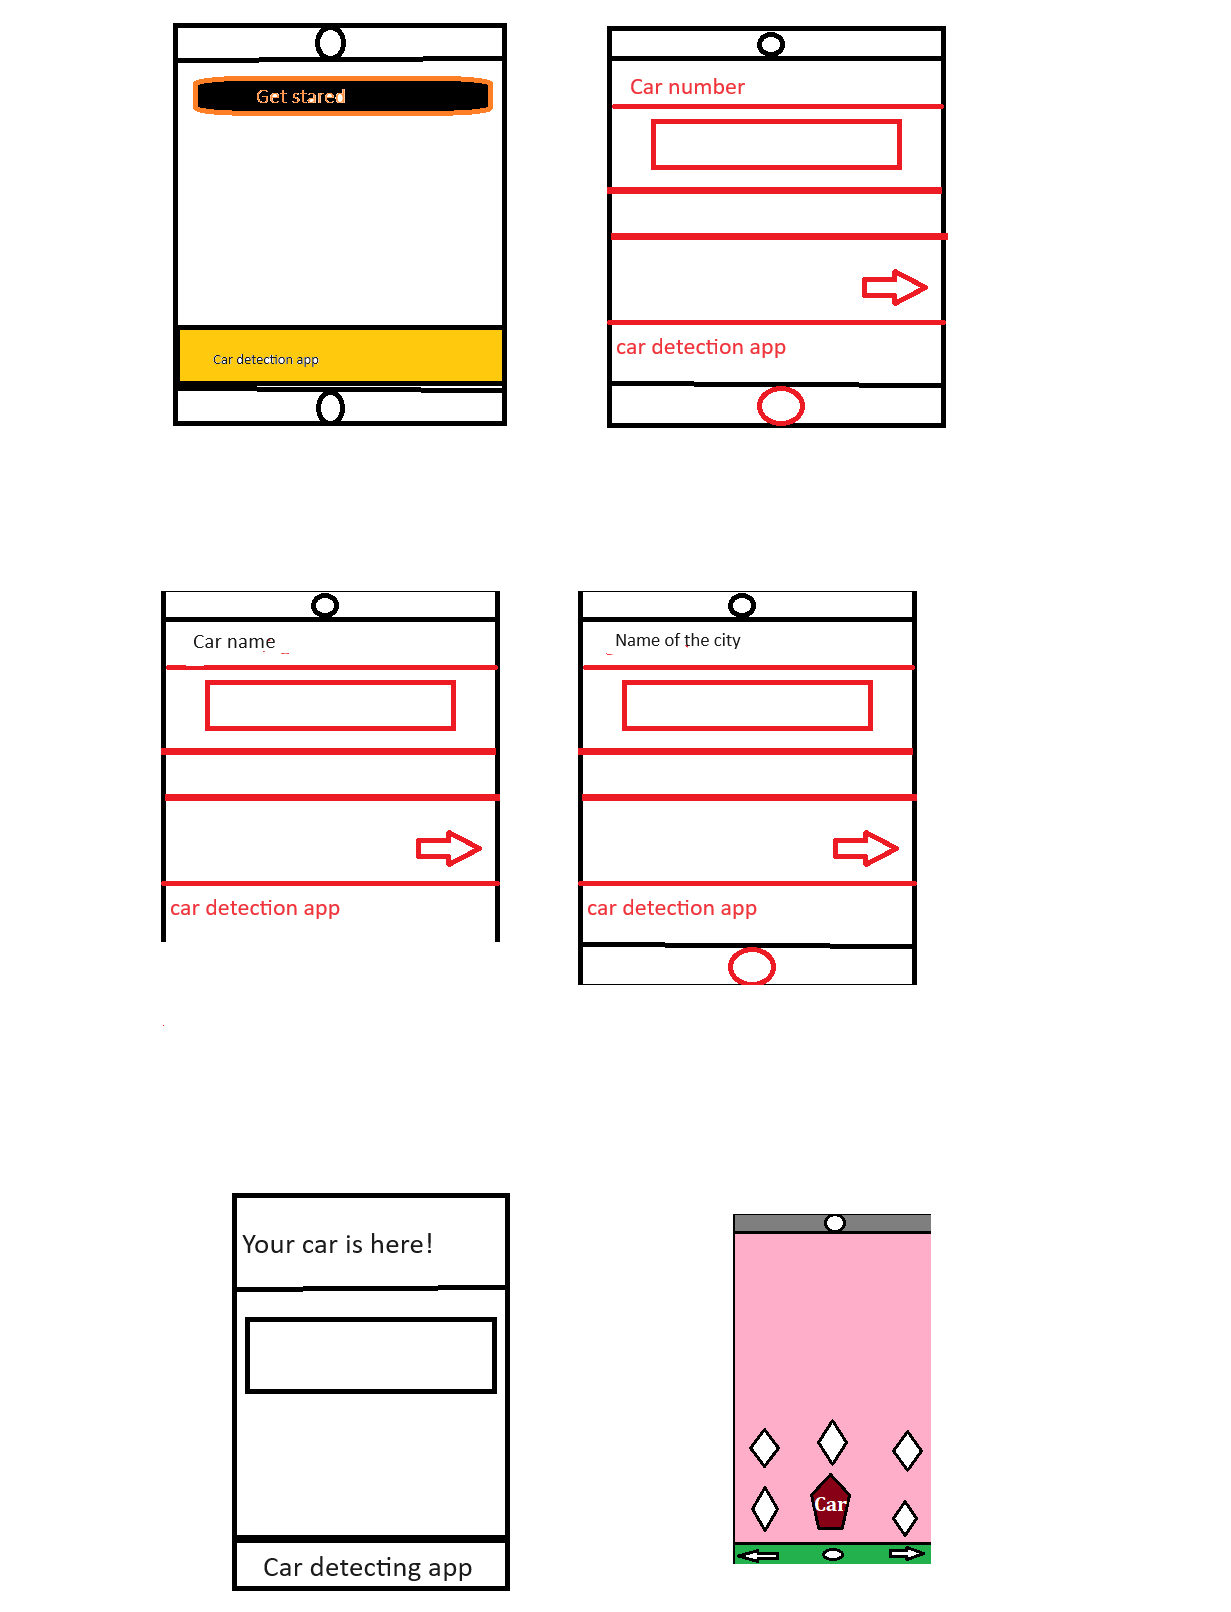 Get stared
Car number
Car detection app
car detection app
Car name
Name of the city
car detection app
car detection app
Your car is here!
Car
Car detecting app